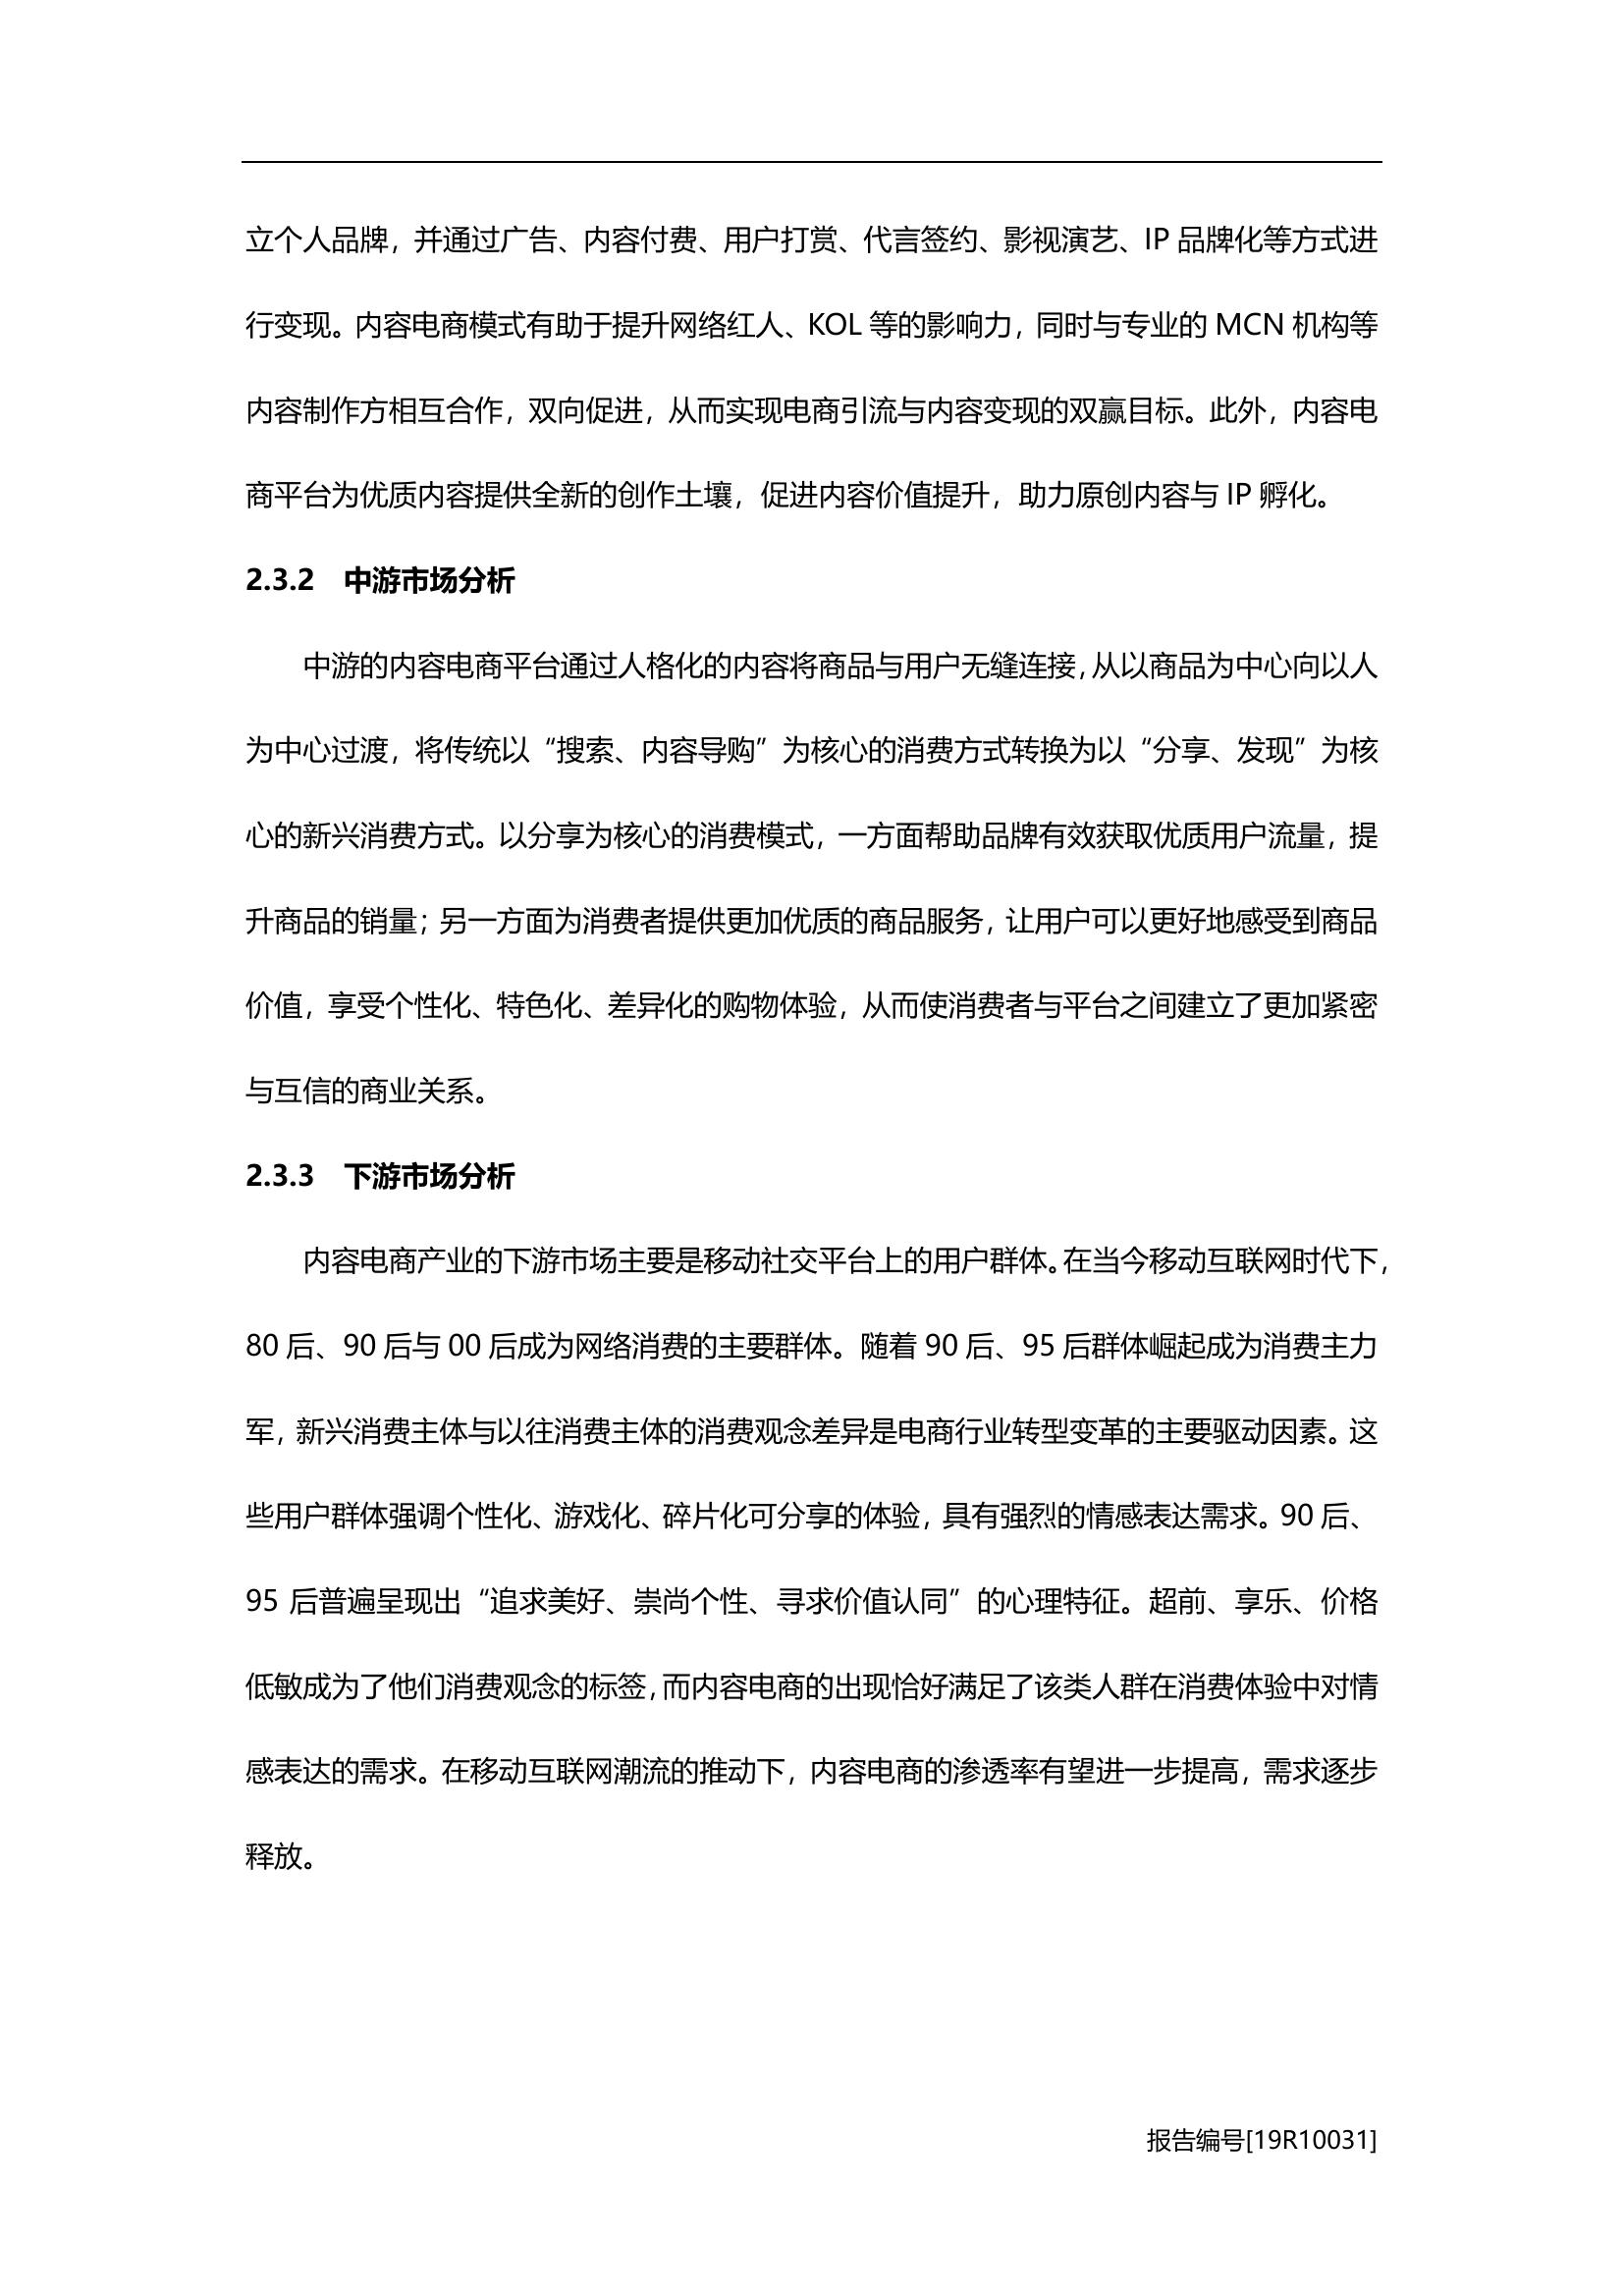 立个人品牌，并通过广告、内容付费、用户打赏、代言签约、影视演艺、IP 品牌化等方式进
行变现。内容电商模式有助于提升网络红人、KOL 等的影响力，同时与专业的 MCN 机构等
内容制作方相互合作，双向促进，从而实现电商引流与内容变现的双赢目标。此外，内容电
商平台为优质内容提供全新的创作土壤，促进内容价值提升，助力原创内容与 IP 孵化。
2.3.2 中游市场分析
中游的内容电商平台通过人格化的内容将商品与用户无缝连接，从以商品为中心向以人
为中心过渡，将传统以“搜索、内容导购”为核心的消费方式转换为以“分享、发现”为核
心的新兴消费方式。以分享为核心的消费模式，一方面帮助品牌有效获取优质用户流量，提
升商品的销量；另一方面为消费者提供更加优质的商品服务，让用户可以更好地感受到商品
价值，享受个性化、特色化、差异化的购物体验，从而使消费者与平台之间建立了更加紧密
与互信的商业关系。
2.3.3 下游市场分析
内容电商产业的下游市场主要是移动社交平台上的用户群体。在当今移动互联网时代下，
80 后、90 后与 00 后成为网络消费的主要群体。随着 90 后、95 后群体崛起成为消费主力
军，新兴消费主体与以往消费主体的消费观念差异是电商行业转型变革的主要驱动因素。这
些用户群体强调个性化、游戏化、碎片化可分享的体验，具有强烈的情感表达需求。90 后、
95 后普遍呈现出“追求美好、崇尚个性、寻求价值认同”的心理特征。超前、享乐、价格
低敏成为了他们消费观念的标签，而内容电商的出现恰好满足了该类人群在消费体验中对情
感表达的需求。在移动互联网潮流的推动下，内容电商的渗透率有望进一步提高，需求逐步
释放。
报告编号[19R10031]